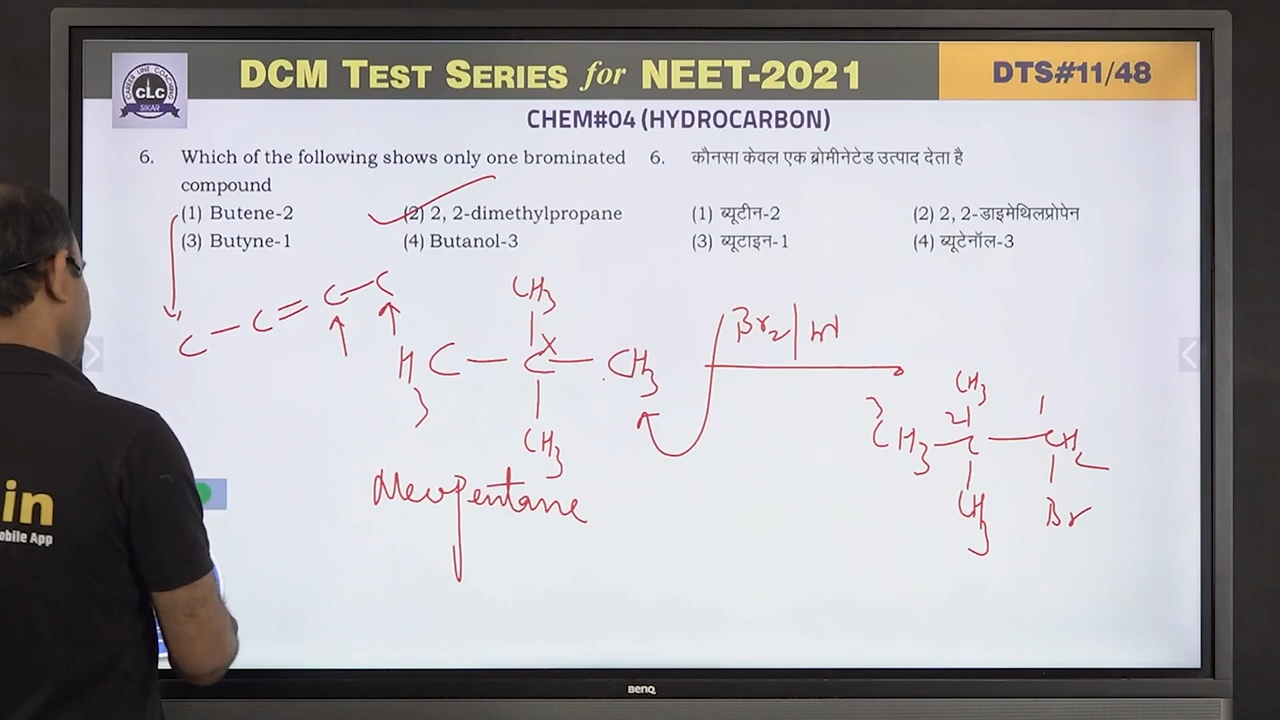 DCM TEST SERIES for NEET-2021
DTS#11/48
CAREER LINE COACHING
CLC
SIKAR
CHEM#04 (HYDROCARBON)
6. Which of the following shows only one brominated compound
(1) Butene-2
(2) 2, 2-dimethylpropane
(3) Butyne-1
(4) Butanol-3
6. कौनसा केवल एक ब्रोमीनेटेड उत्पाद देता है
(1) ब्यूटीन-2
(2) 2, 2-डाइमेथिलप्रोपेन
(3) ब्यूटाइन-1
(4) ब्यूटेनॉल-3
C - C = C - C
CH3
H3C - C - CH3
CH3
Neopentane
Br2
CH3
CH3 - C - CH2
CH3
Br
in
obile App
BENQ